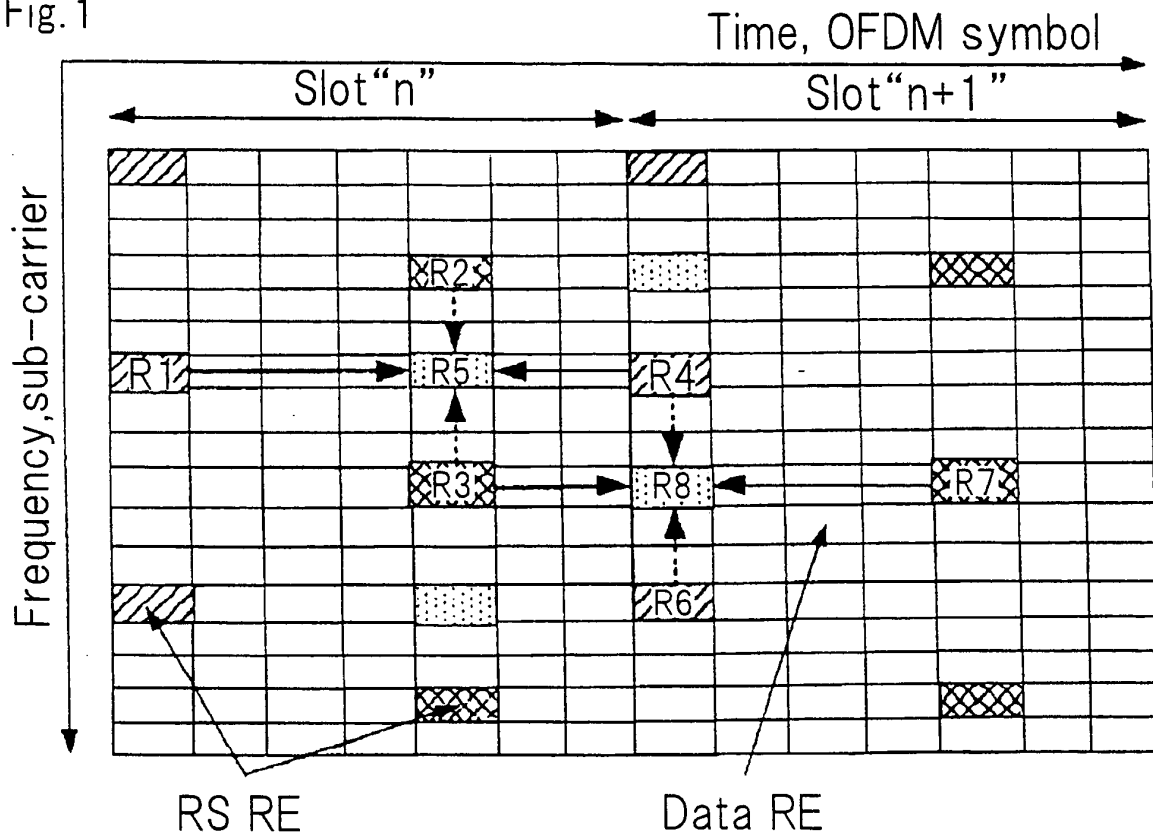 Fig.1
Time, OFDM symbol
Slot“n”
Slot“n+1”
Frequency,sub-carrier
R2
R1
R5
R4
R3
R8
R7
R6
RS RE
Data RE